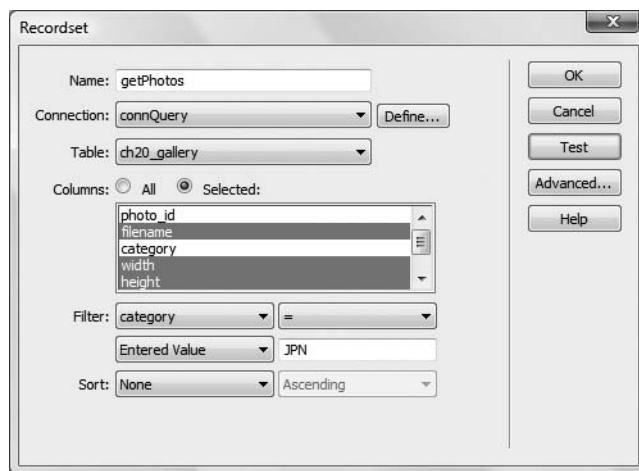 Recordset
Name: getPhotos
Connection: connQuery Define...
Table: ch20_gallery
Columns: All Selected:
photo_id
filename
category
width
height
Filter: category =
Entered Value JPN
Sort: None Ascending
OK
Cancel
Test
Advanced...
Help